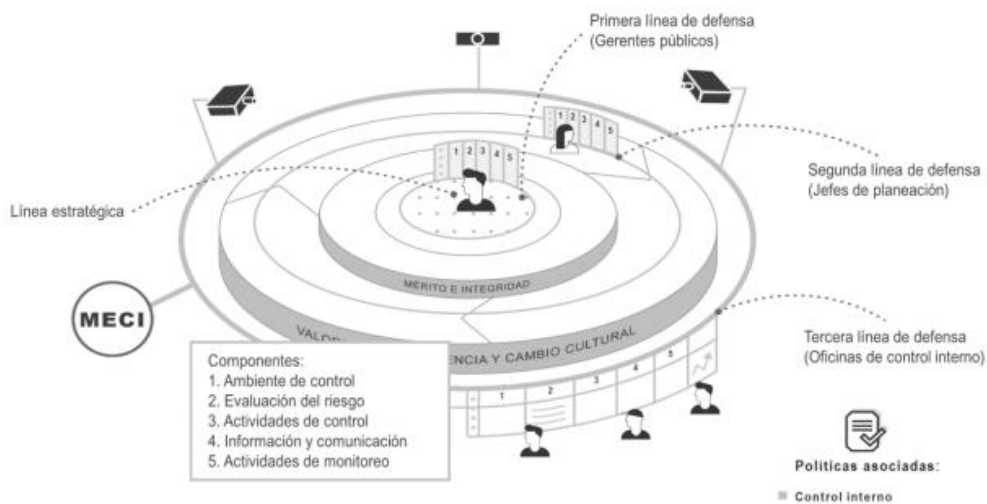 Primera línea de defensa
(Gerentes públicos)
1 2 3 4 5
1 2 3 4 5
Segunda línea de defensa
(Jefes de planeación)
Línea estratégica
MÉRITO E INTEGRIDAD
MECI
ENCIA Y CAMBIO CULTURAL
Tercera línea de defensa
(Oficinas de control interno)
Componentes:
1. Ambiente de control
2. Evaluación del riesgo
3. Actividades de control
4. Información y comunicación
5. Actividades de monitoreo
1 2 3 4 5
Políticas asociadas:
Control interno